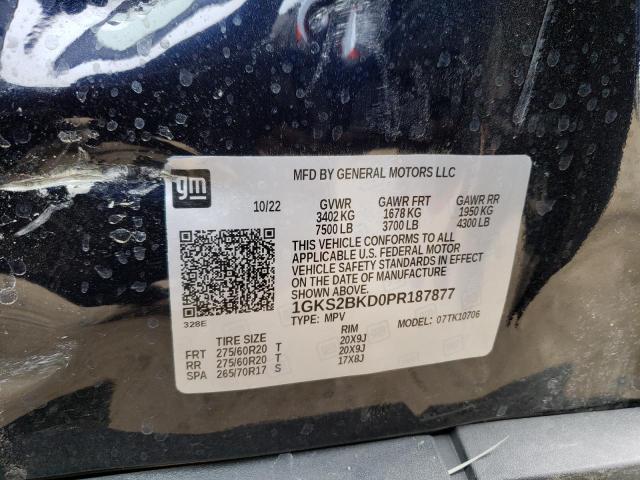 gm
MFD BY GENERAL MOTORS LLC
10/22 GVWR GAWR FRT GAWR RR
3402 KG 1678 KG 1950 KG
7500 LB 3700 LB 4300 LB
THIS VEHICLE CONFORMS TO ALL
APPLICABLE U.S. FEDERAL MOTOR
VEHICLE SAFETY STANDARDS IN EFFECT
ON THE DATE OF MANUFACTURE
SHOWN ABOVE.
1GKS2BKD0PR187877
328E
TYPE: MPV MODEL: 07TK10706
TIRE SIZE RIM
FRT 275/60R20 T 20X9J
RR 275/60R20 T 20X9J
SPA 265/70R17 S 17X8J